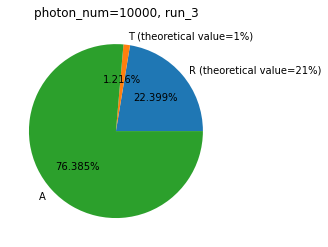 photon_num=10000, run_3
T (theoretical value=1%)
R (theoretical value=21%)
1.216%
22.399%
76.385%
A